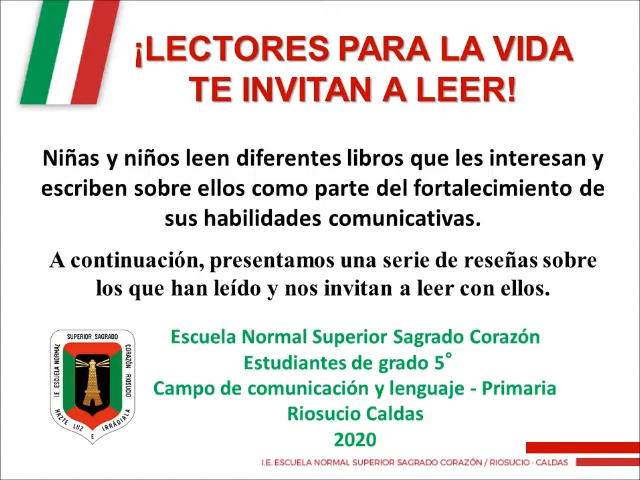 ¡LECTORES PARA LA VIDA
TE INVITAN A LEER!
Niñas y niños leen diferentes libros que les interesan y
escriben sobre ellos como parte del fortalecimiento de
sus habilidades comunicativas.
A continuación, presentamos una serie de reseñas sobre
los que han leído y nos invitan a leer con ellos.
Escuela Normal Superior Sagrado Corazón
Estudiantes de grado 5°
Campo de comunicación y lenguaje - Primaria
Riosucio Caldas
2020
SUPERIOR SAGRADO
I.E. ESCUELA NORMAL
CORAZÓN RIOSUCIO
HAZTE LUZ E IRRÁDIALA
I.E. ESCUELA NORMAL SUPERIOR SAGRADO CORAZÓN / RIOSUCIO - CALDAS